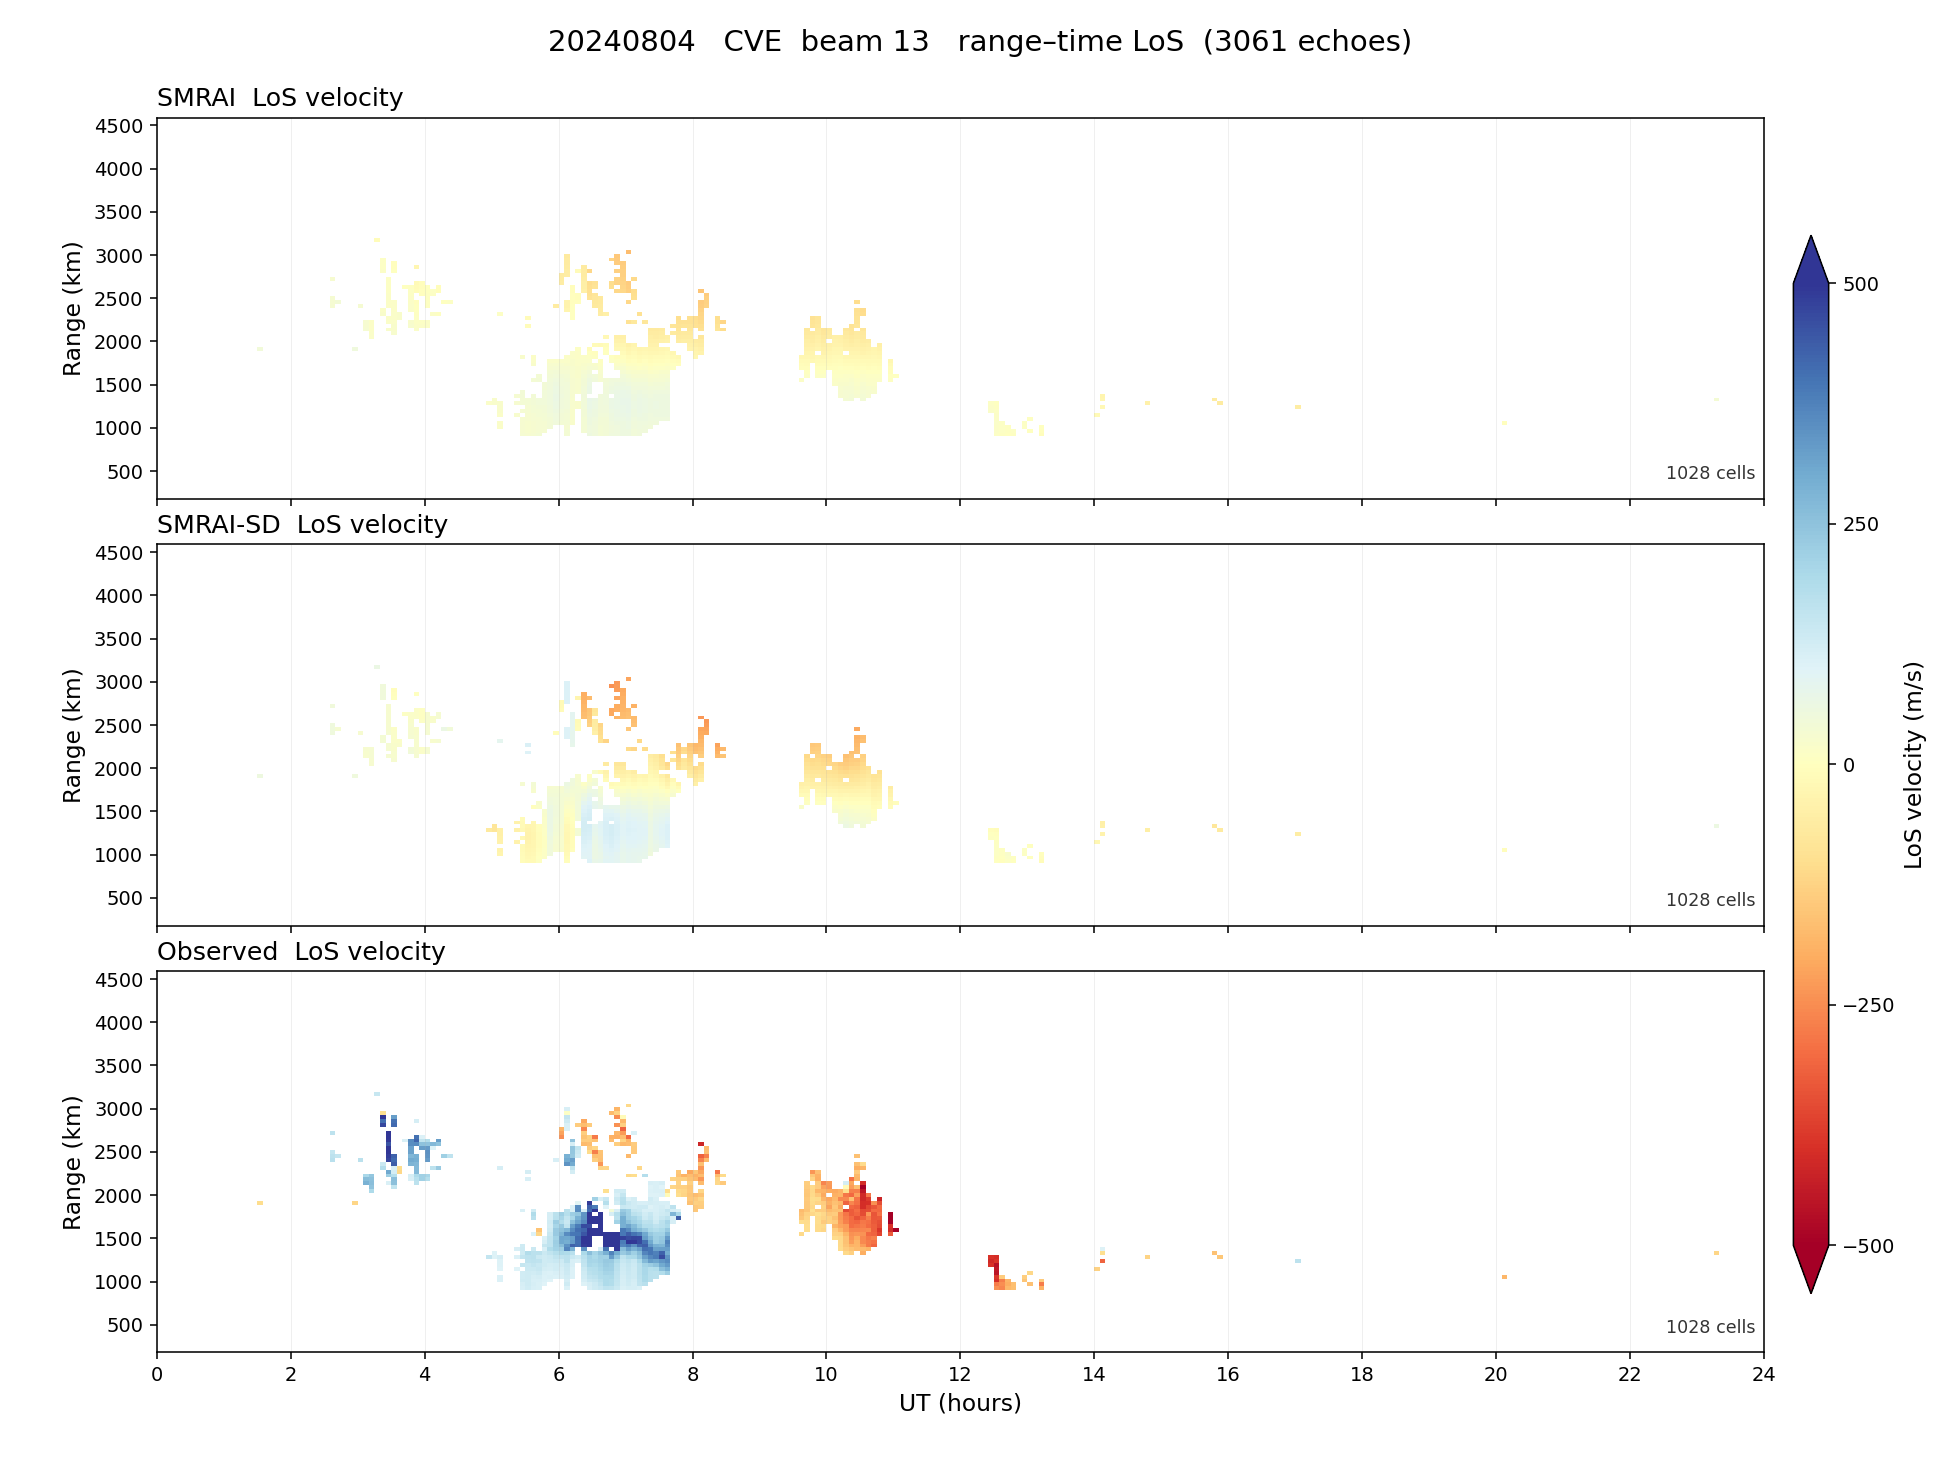 20240804   CVE  beam 13   range–time LoS  (3061 echoes)
SMRAI  LoS velocity
4500
4000
3500
3000
2500
2000
1500
1000
500
Range (km)
1028 cells
SMRAI-SD  LoS velocity
4500
4000
3500
3000
2500
2000
1500
1000
500
Range (km)
1028 cells
Observed  LoS velocity
4500
4000
3500
3000
2500
2000
1500
1000
500
Range (km)
1028 cells
0 2 4 6 8 10 12 14 16 18 20 22 24
UT (hours)
500
250
0
−250
−500
LoS velocity (m/s)